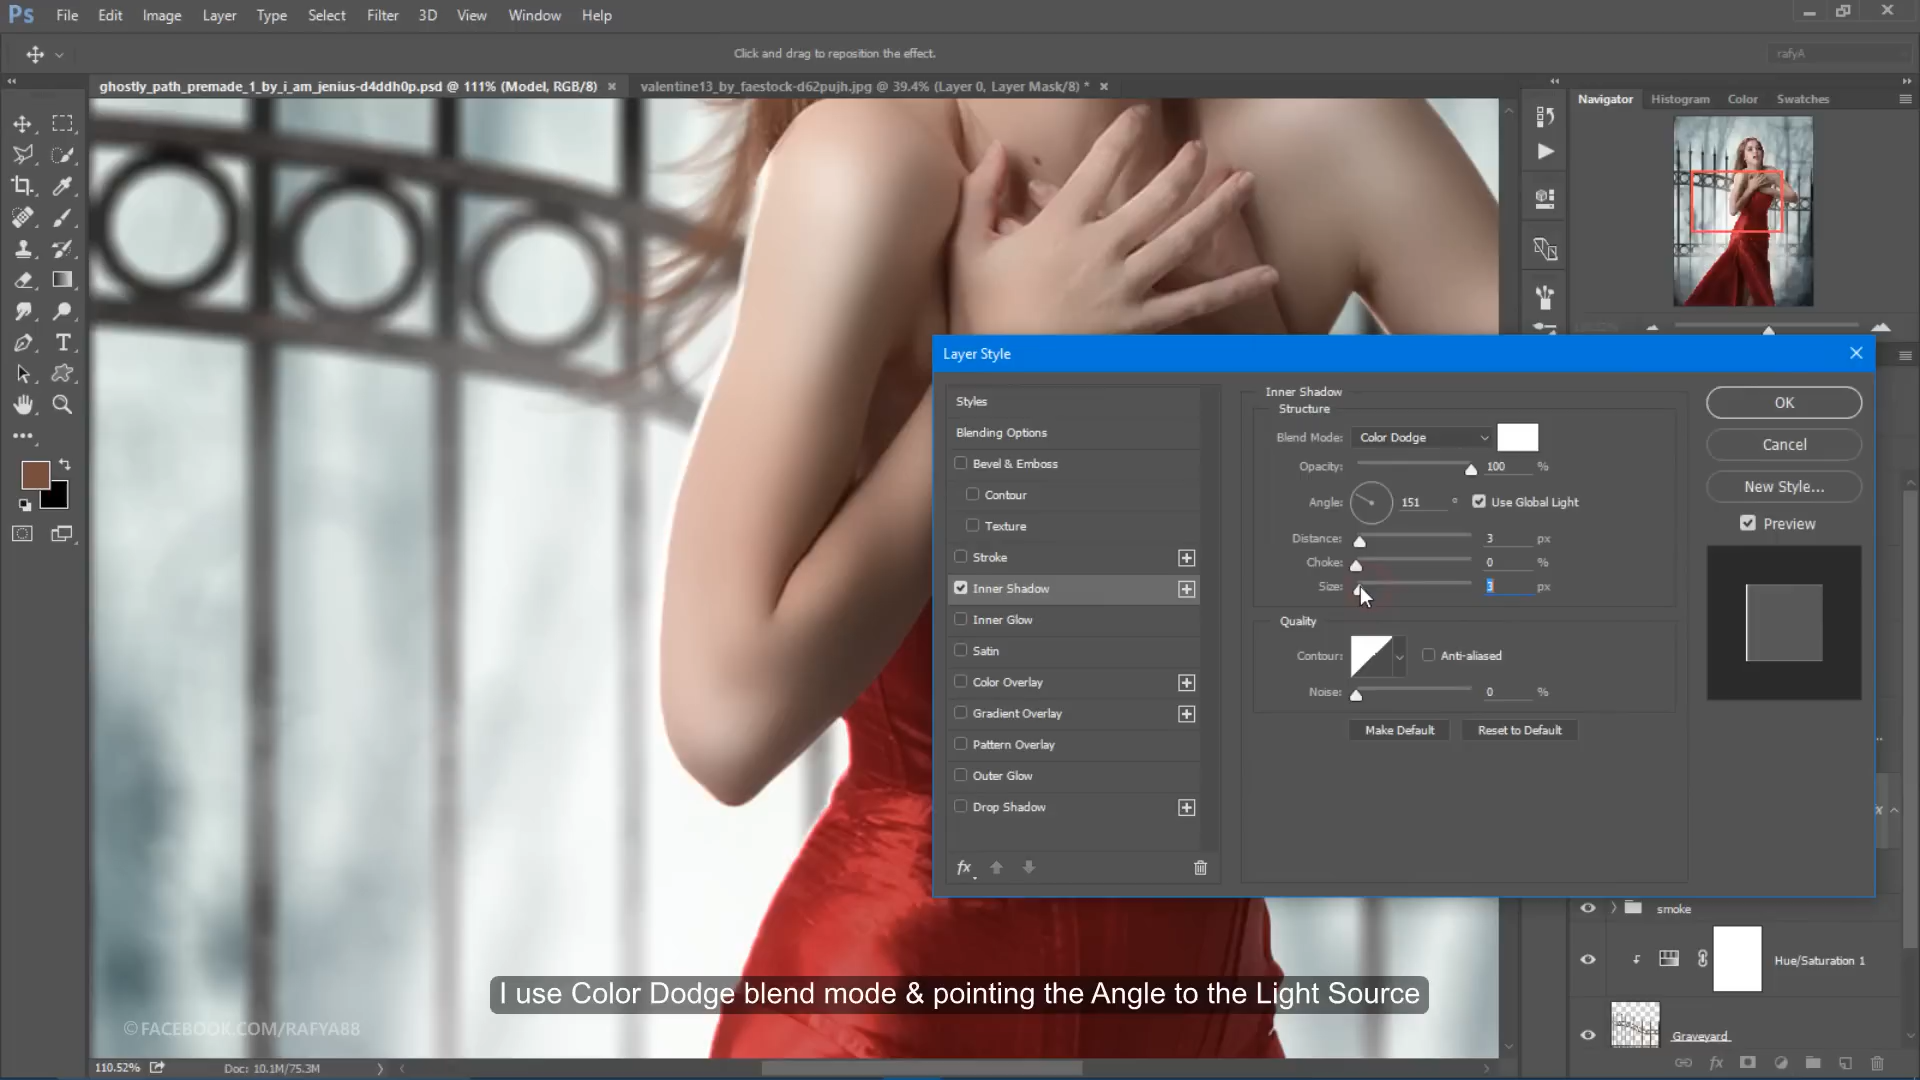 Ps File Edit Image Layer Type Select Filter 3D View Window Help
Click and drag to reposition the effect.
rafyA
ghostly_path_premade_1_by_i_am_jenius-d4ddh0p.psd @ 111% (Model, RGB/8) ×
valentine13_by_faestock-d62pujh.jpg @ 39.4% (Layer 0, Layer Mask/8) * ×
Navigator Histogram Color Swatches
Layer Style
Styles
Blending Options
Bevel & Emboss
Contour
Texture
Stroke
Inner Shadow
Inner Glow
Satin
Color Overlay
Gradient Overlay
Pattern Overlay
Outer Glow
Drop Shadow
fx
Inner Shadow
Structure
Blend Mode: Color Dodge
Opacity: 100 %
Angle: 151 ° Use Global Light
Distance: 3 px
Choke: 0 %
Size: 3 px
Quality
Contour: Anti-aliased
Noise: 0 %
Make Default Reset to Default
OK
Cancel
New Style...
Preview
smoke
Hue/Saturation 1
Graveyard
fx
I use Color Dodge blend mode & pointing the Angle to the Light Source
©FACEBOOK.COM/RAFYA88
110.52% Doc: 10.1M/75.3M